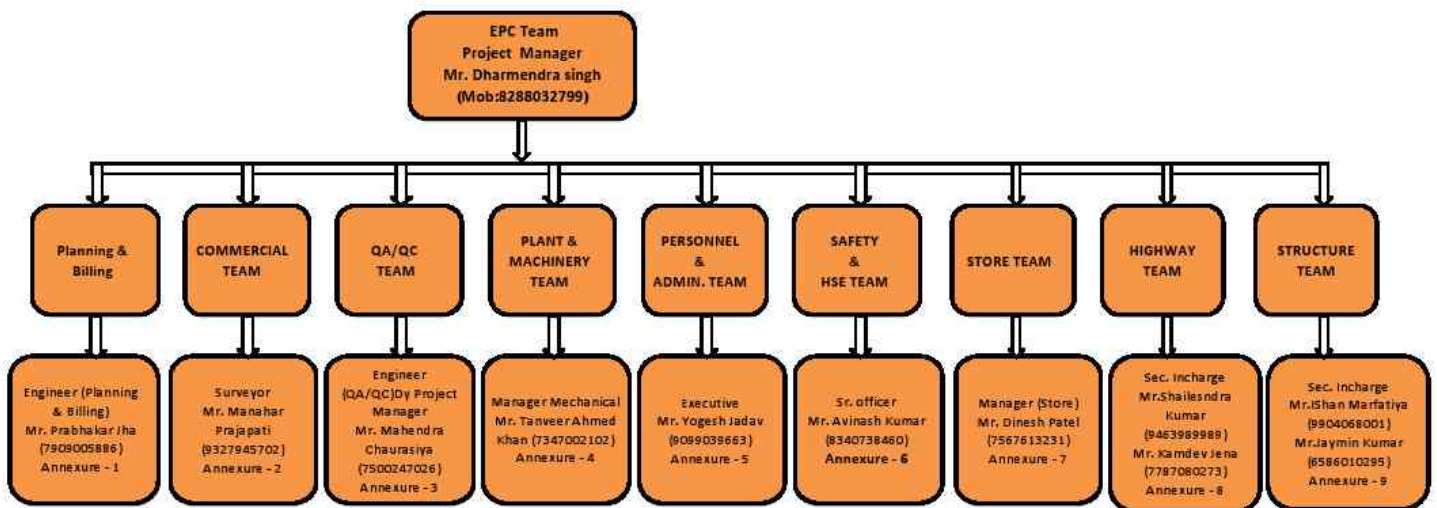 EPC Team
Project Manager
Mr. Dharmendra singh
(Mob:8288032799)
Planning &
Billing
COMMERCIAL
TEAM
QA/QC
TEAM
PLANT &
MACHINERY
TEAM
PERSONNEL
&
ADMIN. TEAM
SAFETY
&
HSE TEAM
STORE TEAM
HIGHWAY
TEAM
STRUCTURE
TEAM
Engineer (Planning
& Billing)
Mr. Prabhakar Jha
(7909005886)
Annexure - 1
Surveyor
Mr. Manahar
Prajapati
(9327945702)
Annexure - 2
Engineer
(QA/QC)Dy Project
Manager
Mr. Mahendra
Chaurasiya
(7500247026)
Annexure - 3
Manager Mechanical
Mr. Tanveer Ahmed
Khan (7347002102)
Annexure - 4
Executive
Mr. Yogesh Jadav
(9099039663)
Annexure - 5
Sr. officer
Mr. Avinash Kumar
(8340738460)
Annexure - 6
Manager (Store)
Mr. Dinesh Patel
(7567613231)
Annexure - 7
Sec. Incharge
Mr.Shailesndra
Kumar
(9463989989)
Mr. Kamdev Jena
(7787080273)
Annexure - 8
Sec. Incharge
Mr.IShan Marfatiya
(9904068001)
Mr.Jaymin Kumar
(6586010295)
Annexure - 9